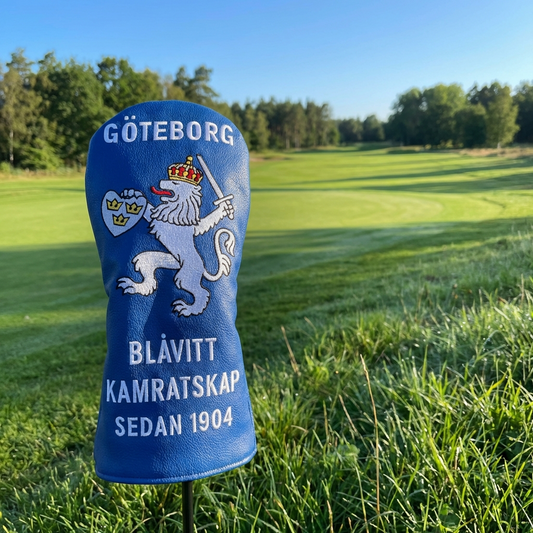 GÖTEBORG
BLÅVITT
KAMRATSKAP
SEDAN 1904